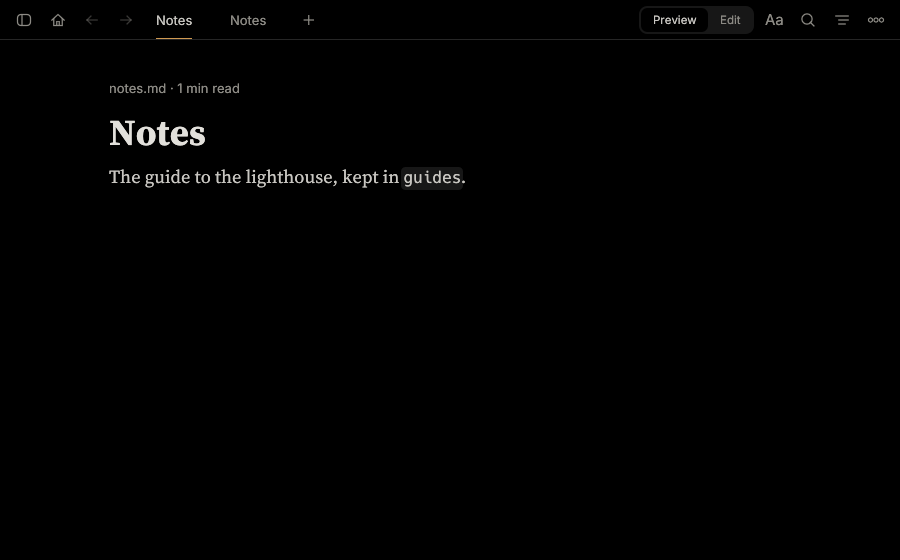 Notes Notes Preview Edit Aa
notes.md · 1 min read
Notes
The guide to the lighthouse, kept in guides.